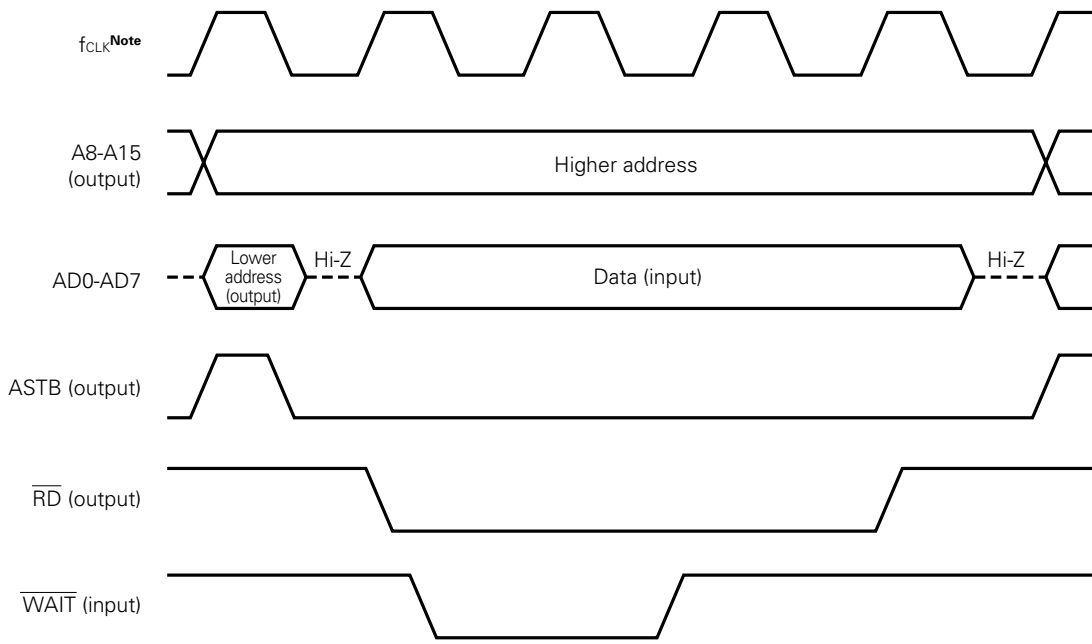 fCLKNote
A8-A15
(output)
Higher address
AD0-AD7
Lower
address
(output)
Hi-Z
Data (input)
Hi-Z
ASTB (output)
RD (output)
WAIT (input)